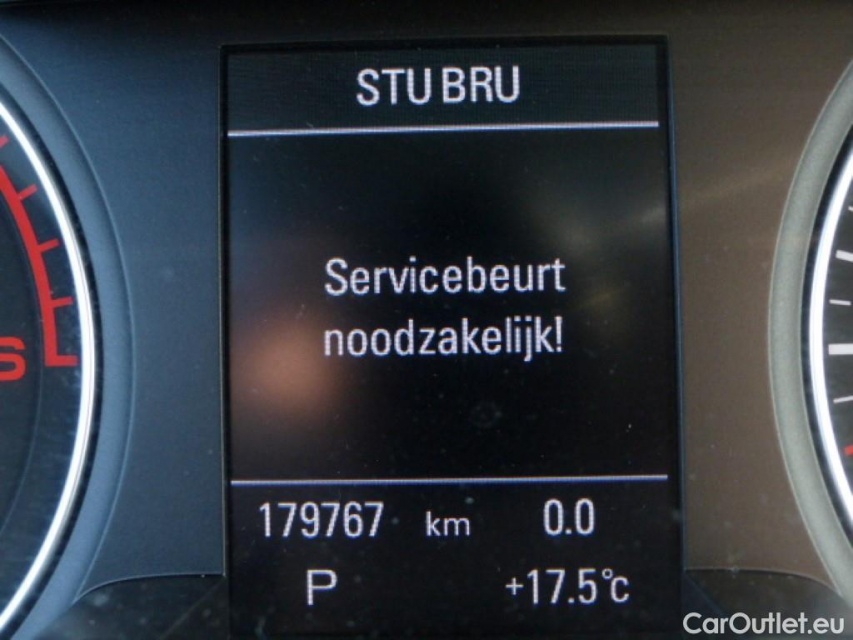 STU BRU
Servicebeurt
noodzakelijk!
179767 km 0.0
P +17.5°c
S
CarOutlet.eu